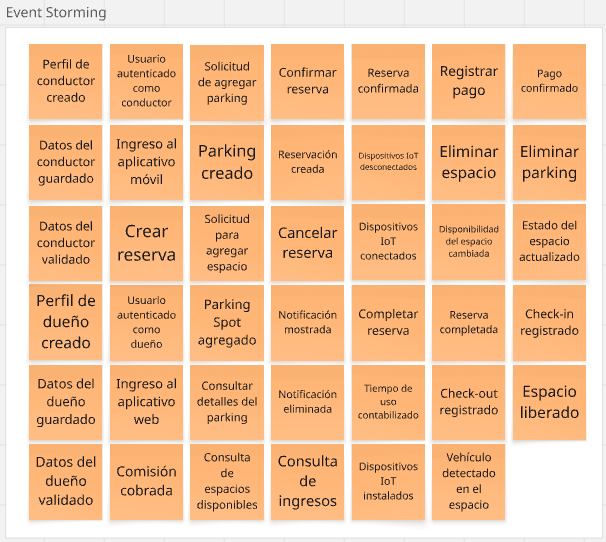 Event Storming
Perfil de
conductor
creado
Usuario
autenticado
como
conductor
Solicitud
de agregar
parking
Confirmar
reserva
Reserva
confirmada
Registrar
pago
Pago
confirmado
Datos del
conductor
guardado
Ingreso al
aplicativo
móvil
Parking
creado
Reservación
creada
Dispositivos IoT
desconectados
Eliminar
espacio
Eliminar
parking
Datos del
conductor
validado
Crear
reserva
Solicitud
para
agregar
espacio
Cancelar
reserva
Dispositivos
IoT
conectados
Disponibilidad
del espacio
cambiada
Estado del
espacio
actualizado
Perfil de
dueño
creado
Usuario
autenticado
como
dueño
Parking
Spot
agregado
Notificación
mostrada
Completar
reserva
Reserva
completada
Check-in
registrado
Datos del
dueño
guardado
Ingreso al
aplicativo
web
Consultar
detalles del
parking
Notificación
eliminada
Tiempo de
uso
contabilizado
Check-out
registrado
Espacio
liberado
Datos del
dueño
validado
Comisión
cobrada
Consulta
de
espacios
disponibles
Consulta
de
ingresos
Dispositivos
IoT
instalados
Vehículo
detectado
en el
espacio